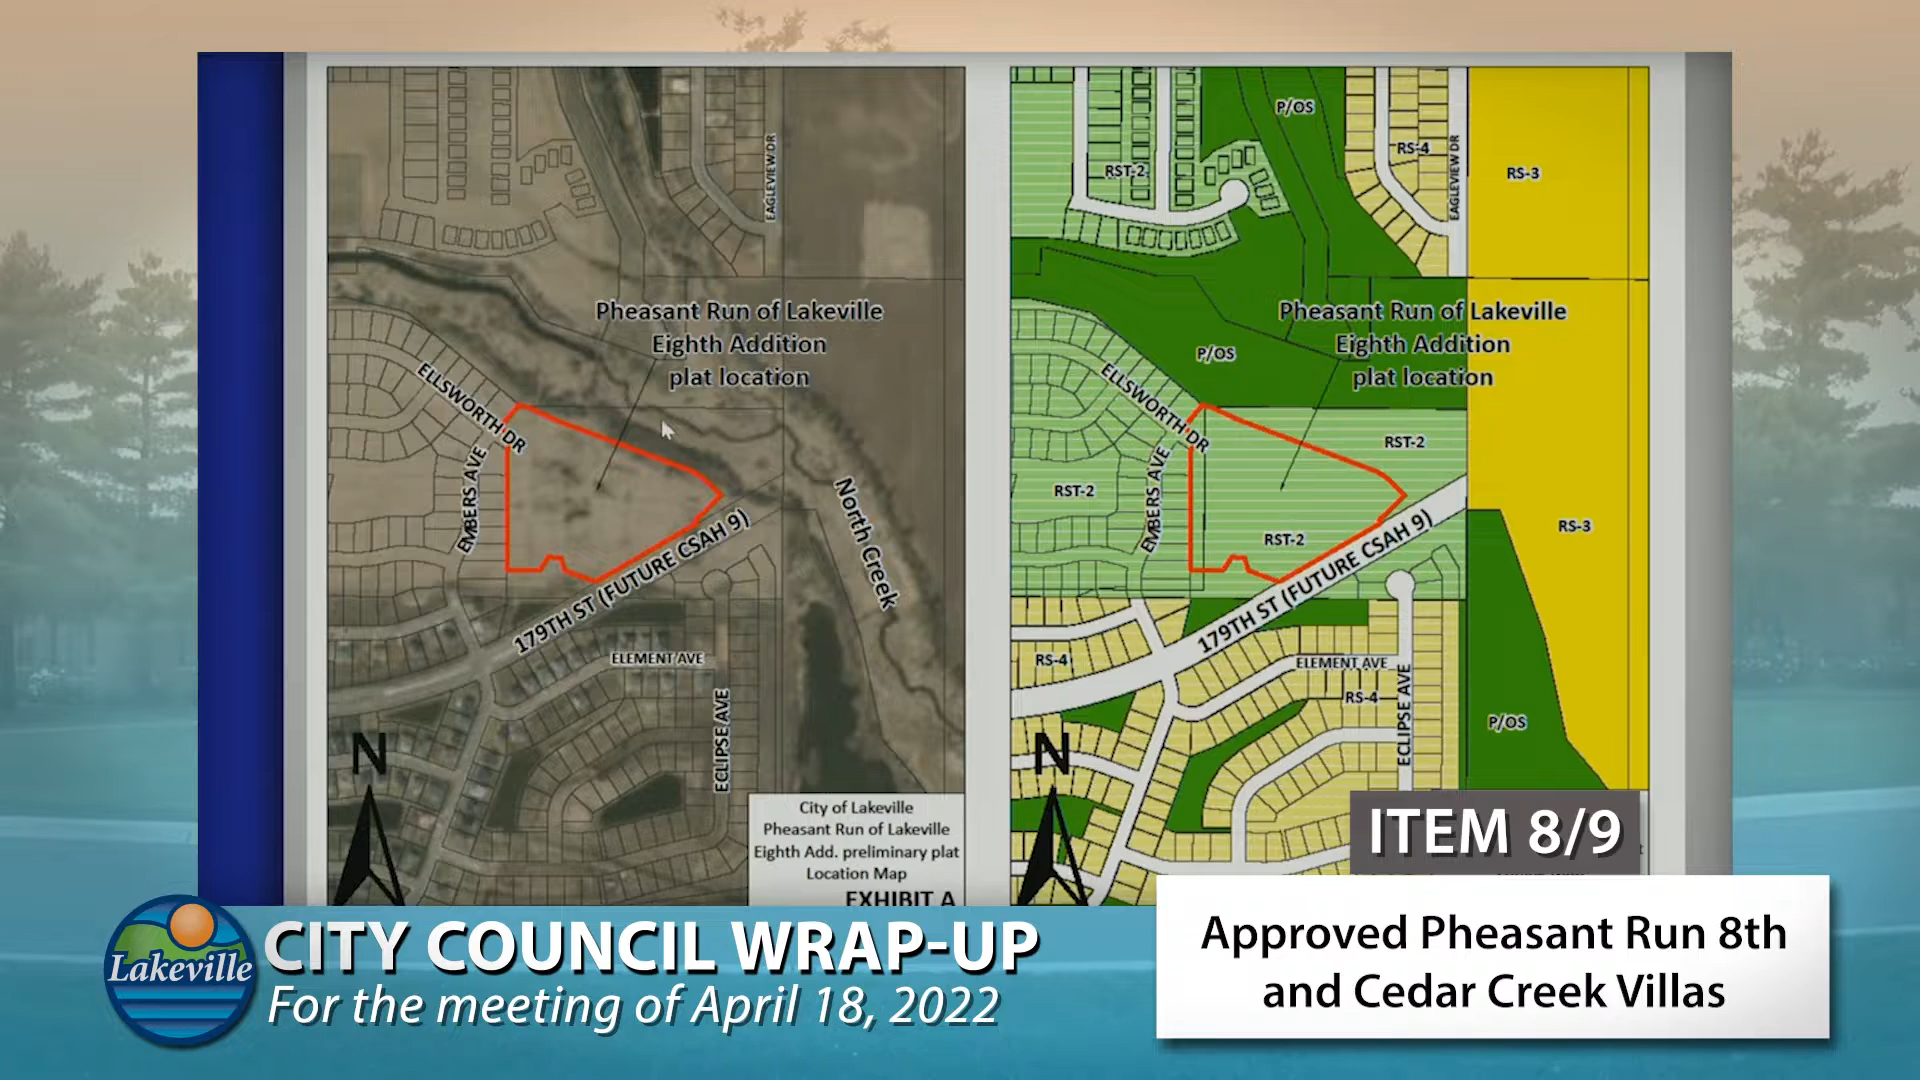 EAGLEVIEW DR
Pheasant Run of Lakeville
Eighth Addition
plat location
ELLSWORTH DR
EMBERS AVE
North Creek
179TH ST (FUTURE CSAH 9)
ELEMENT AVE
ECLIPSE AVE
N
City of Lakeville
Pheasant Run of Lakeville
Eighth Add. preliminary plat
Location Map
EXHIBIT A
P/OS
RS-4
EAGLEVIEW DR
RS-3
RST-2
Pheasant Run of Lakeville
Eighth Addition
plat location
P/OS
ELLSWORTH DR
RST-2
EMBERS AVE
RST-2
RST-2
RS-3
179TH ST (FUTURE CSAH 9)
RS-4
ELEMENT AVE
RS-4
ECLIPSE AVE
P/OS
N
ITEM 8/9
Approved Pheasant Run 8th
and Cedar Creek Villas
Lakeville
CITY COUNCIL WRAP-UP
For the meeting of April 18, 2022